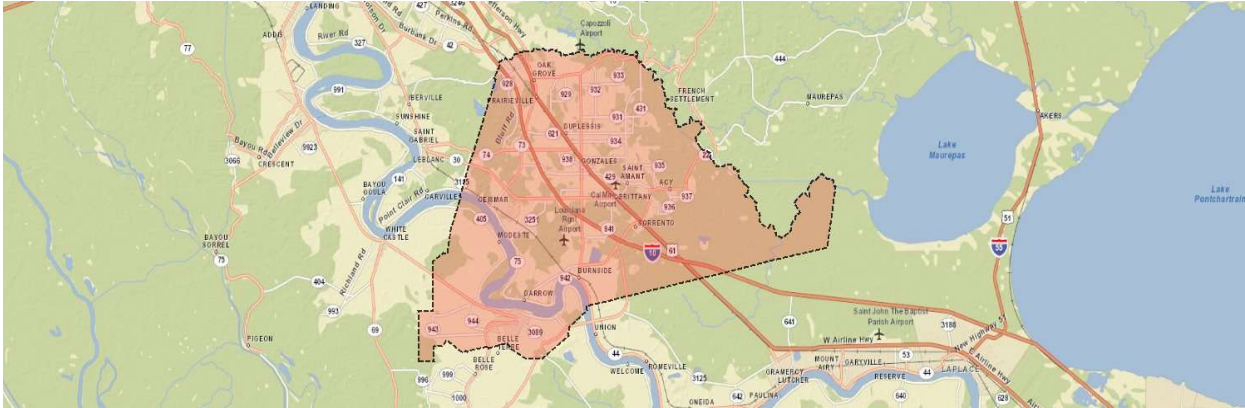 LANDING
427
3246
Jefferson Hwy
Perkins Rd
ADDIS
River Rd
327
Burbank Dr
42
Capozzoli
Airport
77
444
991
OAK
GROVE
933
928
929
932
FRENCH
SETTLEMENT
MAUREPAS
IBERVILLE
PRAIRIEVILLE
431
AKERS
SUNSHINE
Bluff Rd
931
Bayou Rd
Belleview Dr
SAINT
GABRIEL
621
DUPLESSIS
73
934
Lake
Maurepas
3066
CRESCENT
9923
LEBLANC
30
74
938
GONZALES
935
22
141
SAINT
AMANT
429
ACY
BAYOU
GOULA
3115
CARVILLE
Point Clair Rd
GEISMAR
BRITTANY
937
936
Lake
Pontchartrain
405
3251
Louisiana
Airport
SORRENTO
51
WHITE
CASTLE
MODESTE
941
BAYOU
SORREL
75
10
61
55
75
Richland Rd
404
942
BURNSIDE
DARROW
993
69
943
944
3089
641
Saint John The Baptist
Parish Airport
3188
New Highway 51
PIGEON
BELLE
TERRE
UNION
W Airline Hwy
E Airline Hwy
44
53
MOUNT
AIRY
GARYVILLE
LAPLACE
BELLE
ROSE
WELCOME
ROMEVILLE
GRAMERCY
LUTCHER
RESERVE
44
996
999
3125
1000
ONEIDA
642
PAULINA
640
628